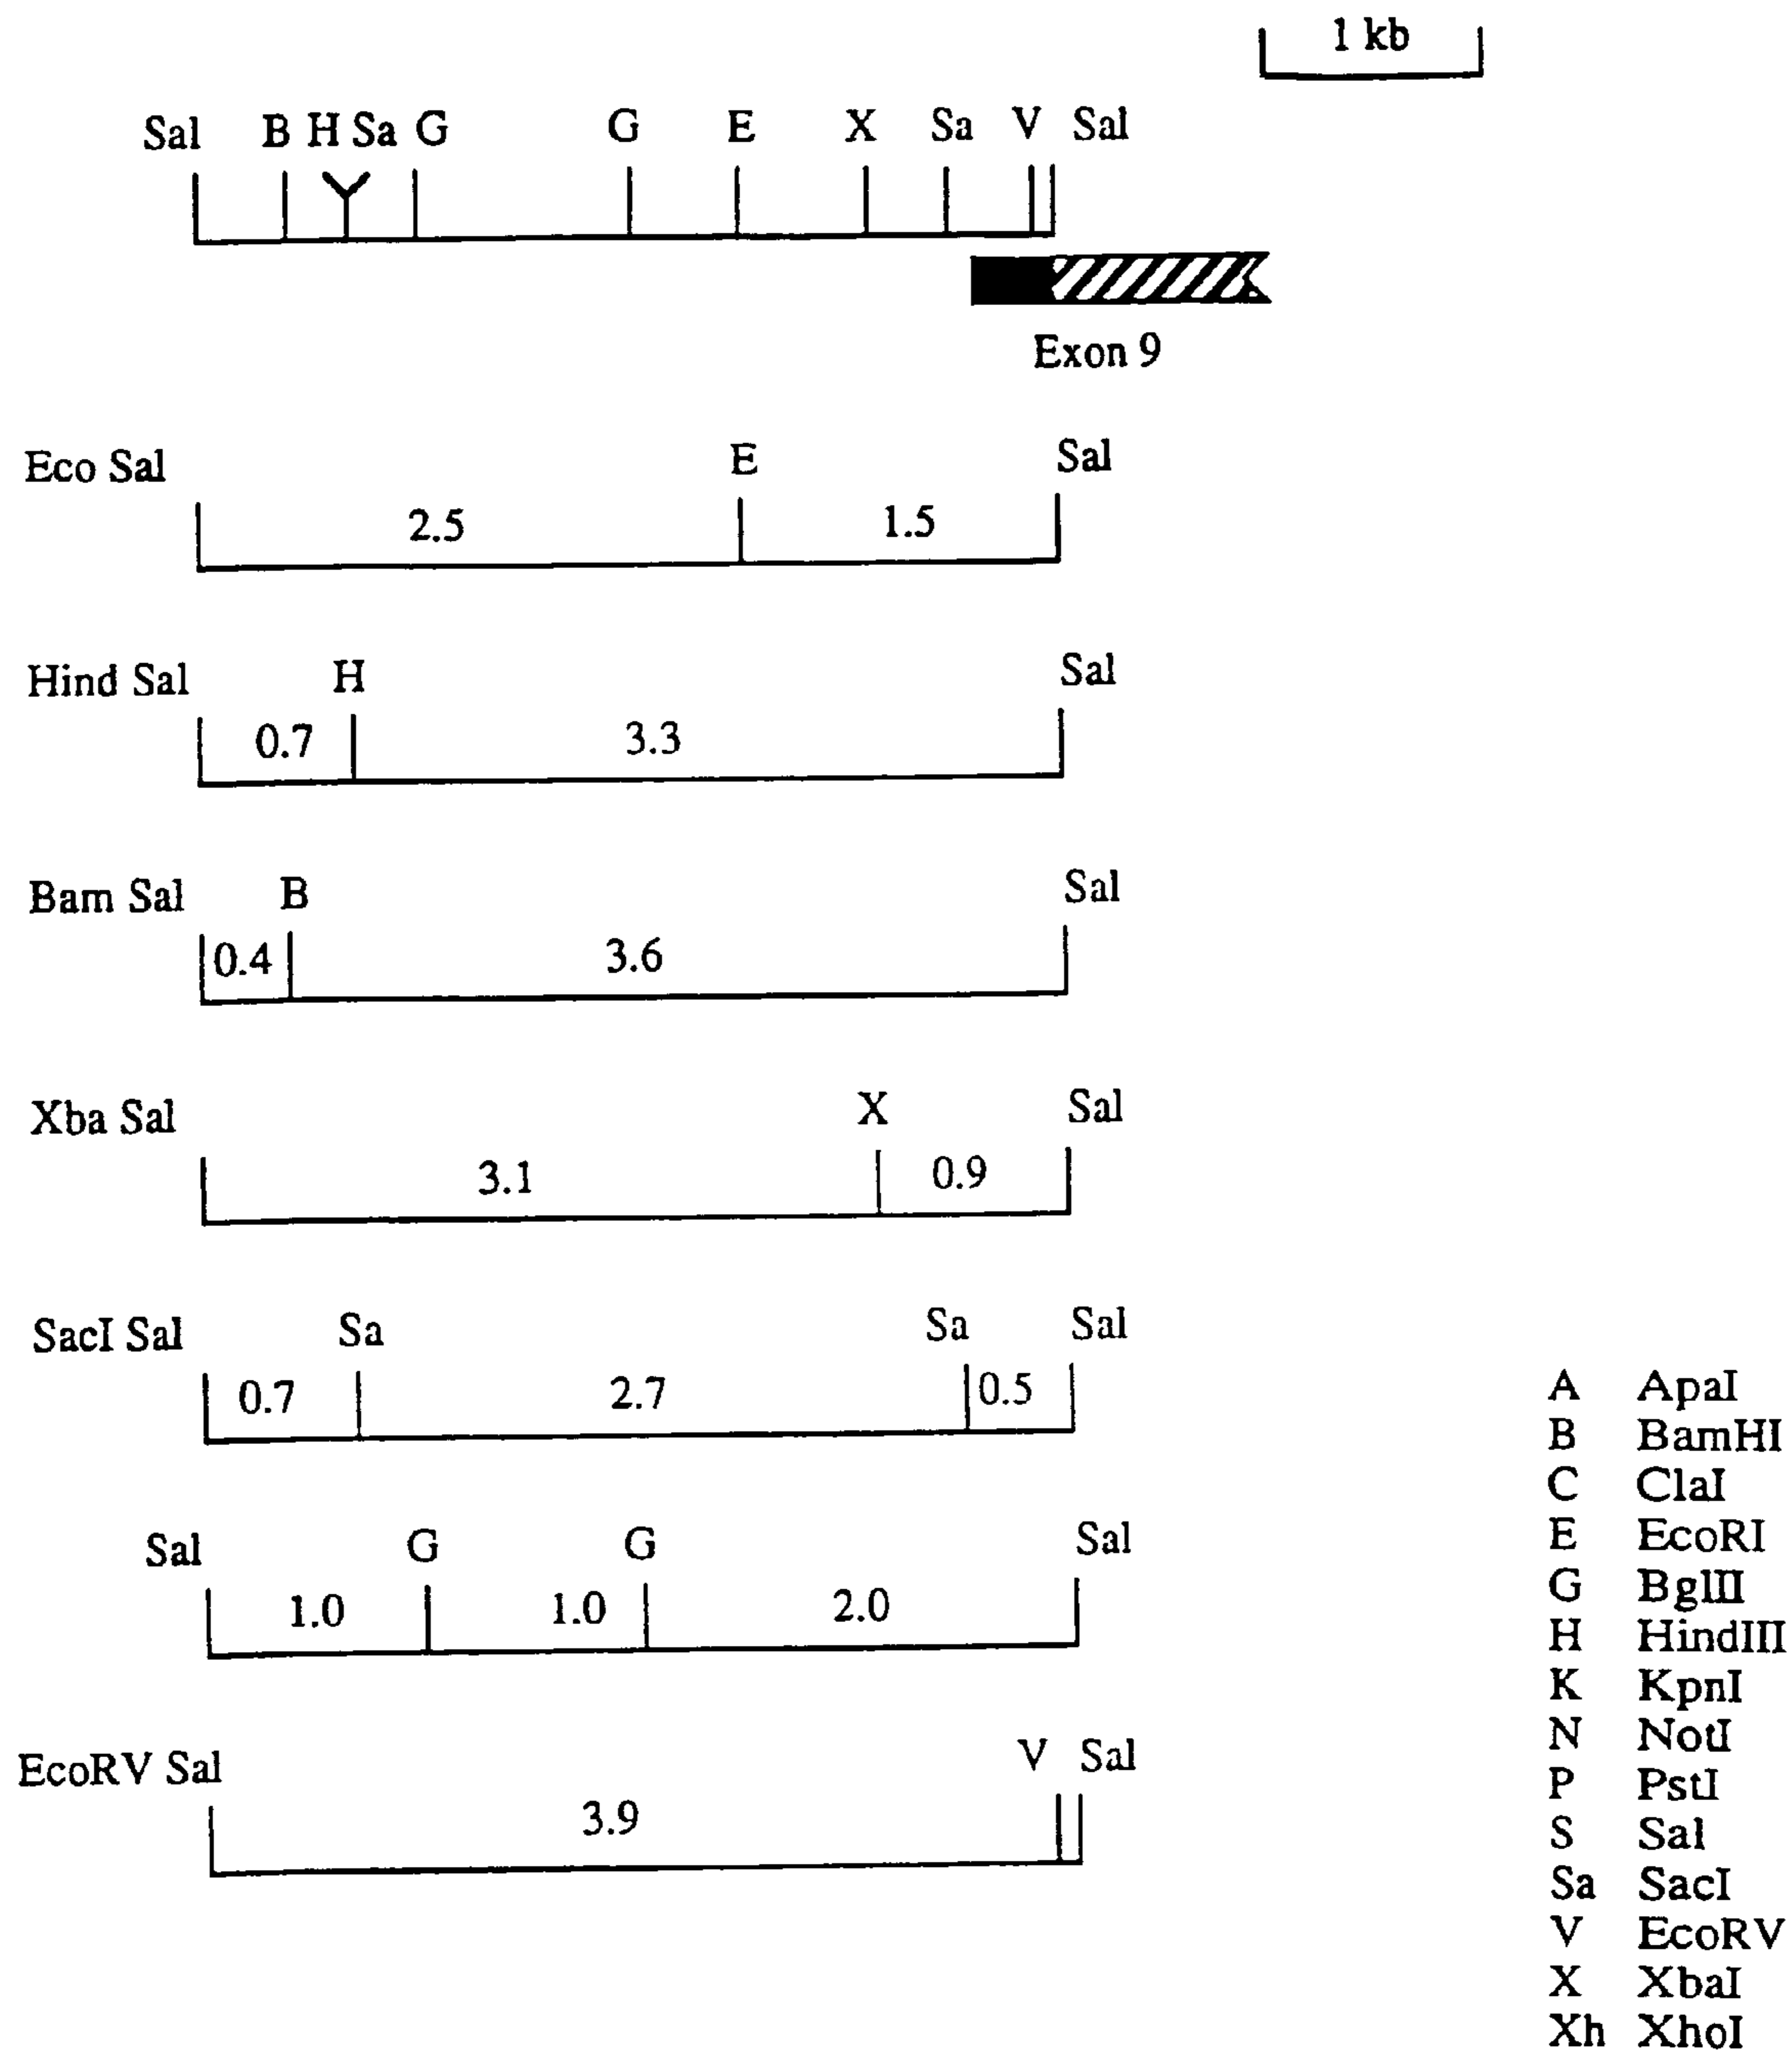 1 kb
Sal B H Sa G G E X Sa V Sal
Exon 9
Eco Sal E Sal
2.5 1.5
Hind Sal H Sal
0.7 3.3
Bam Sal B Sal
0.4 3.6
Xba Sal X Sal
3.1 0.9
SacI Sal Sa Sa Sal
0.7 2.7 0.5
Sal G G Sal
1.0 1.0 2.0
EcoRV Sal V Sal
3.9
A ApaI
B BamHI
C ClaI
E EcoRI
G BglII
H HindIII
K KpnI
N NotI
P PstI
S Sal
Sa SacI
V EcoRV
X XbaI
Xh XhoI